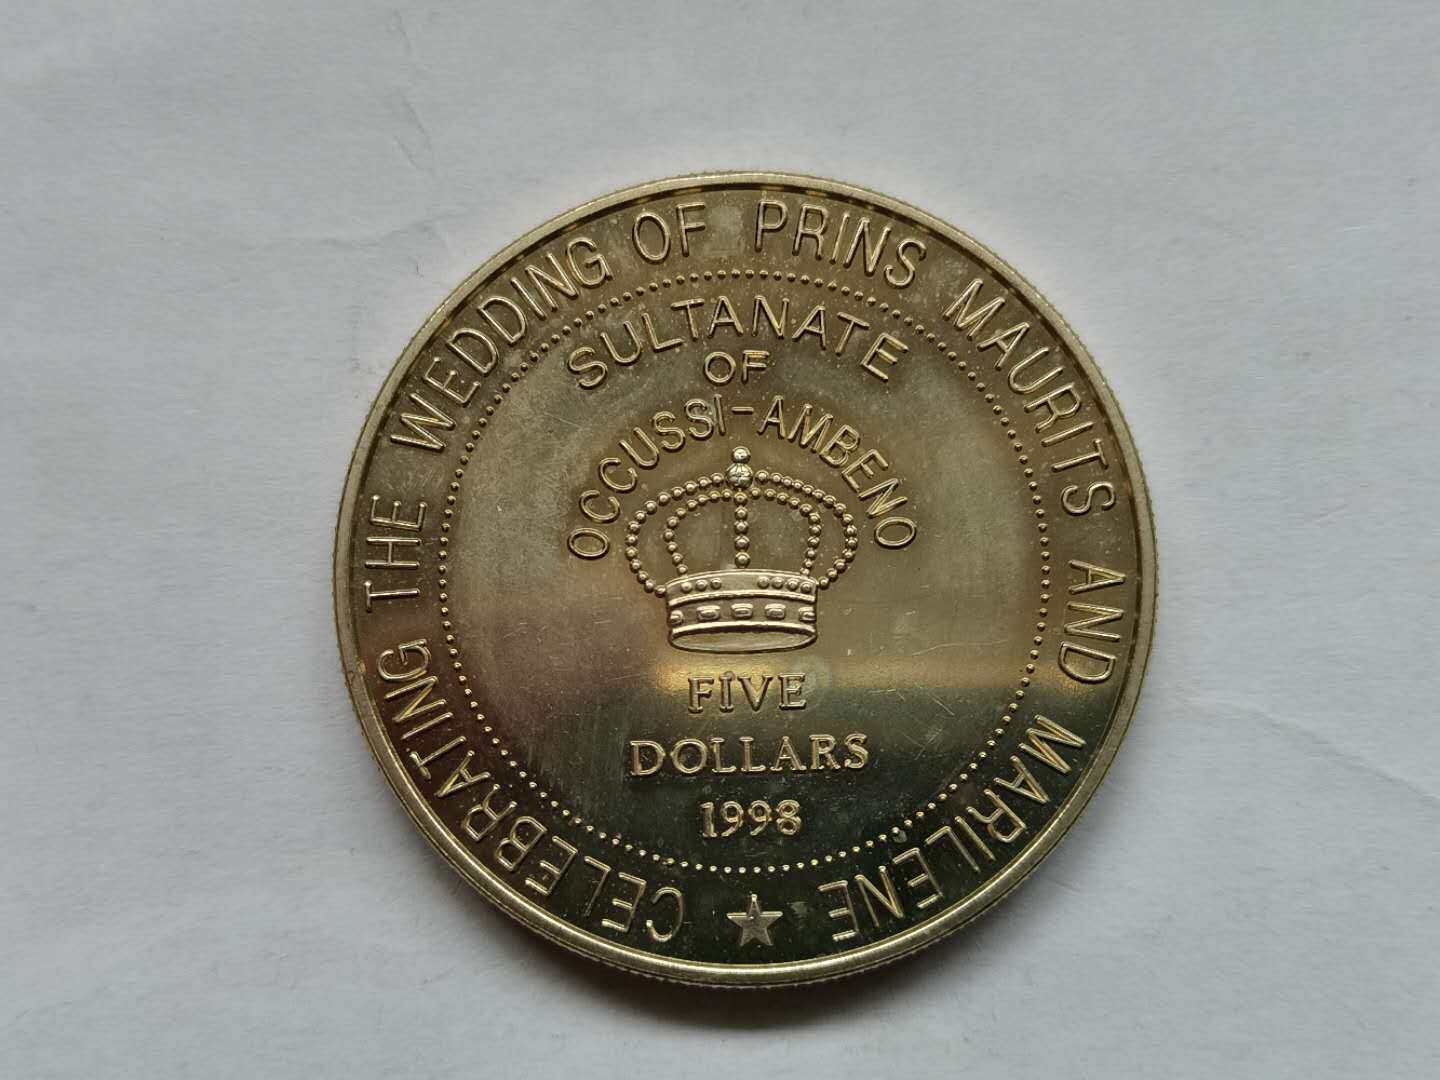 CELEBRATING THE WEDDING OF PRINS MAURITS AND MARILENE
SULTANATE
OF
OCCUSSI-AMBENO
FIVE
DOLLARS
1998